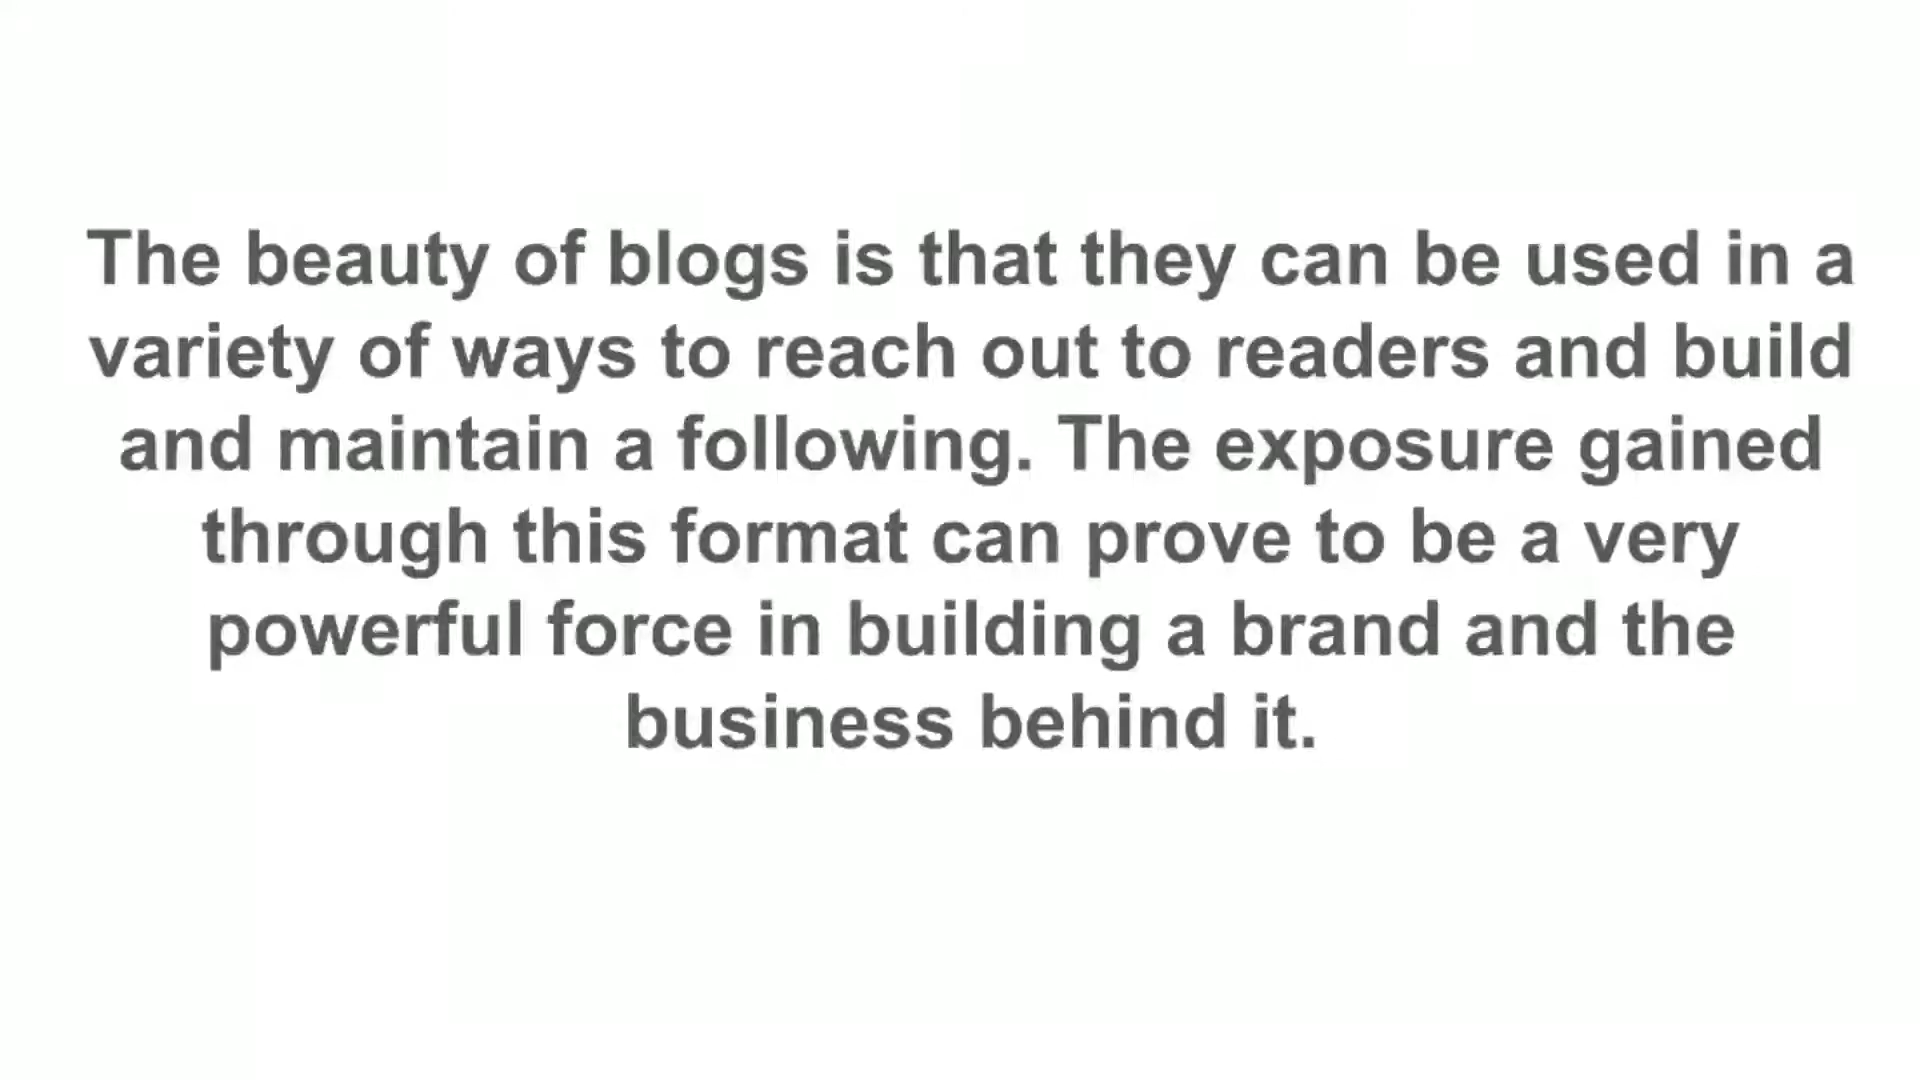 The beauty of blogs is that they can be used in a
variety of ways to reach out to readers and build
and maintain a following. The exposure gained
through this format can prove to be a very
powerful force in building a brand and the
business behind it.